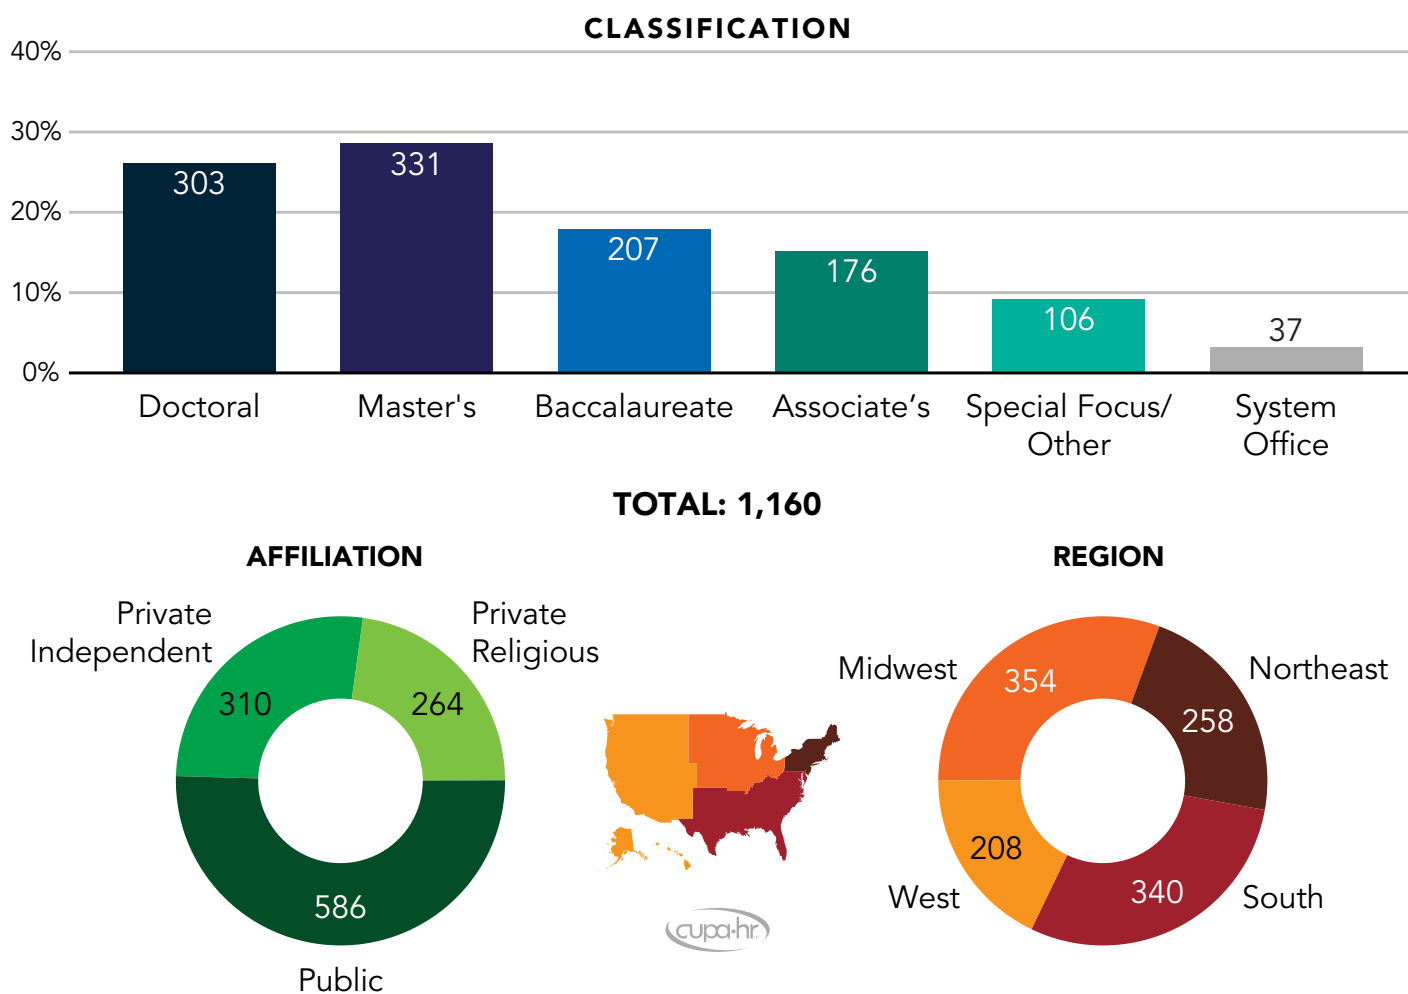 CLASSIFICATION
40%
30%
20%
10%
0%
303
331
207
176
106
37
Doctoral
Master's
Baccalaureate
Associate’s
Special Focus/
Other
System
Office
TOTAL: 1,160
AFFILIATION
Private
Independent
Private
Religious
310
264
586
Public
REGION
Midwest
Northeast
354
258
208
340
West
South
cupa·hr